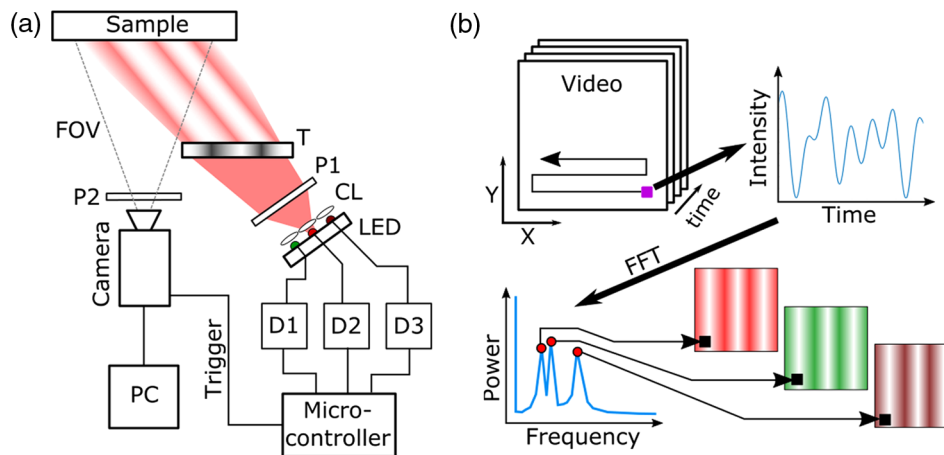 (a)
Sample
FOV
T
P1
P2
CL
LED
Camera
D1
D2
D3
Trigger
PC
Micro-
controller
(b)
Video
Y
X
time
Intensity
Time
FFT
Power
Frequency